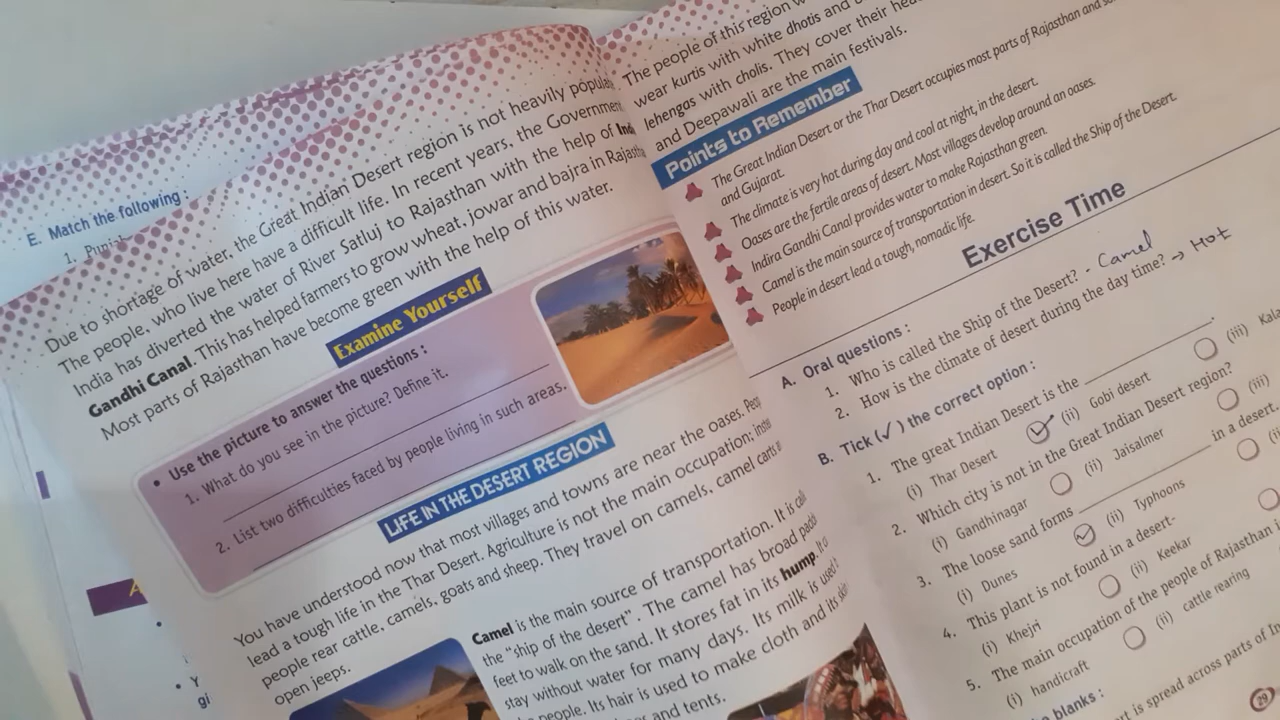 E. Match the following :
1. Punjab
Due to shortage of water, the Great Indian Desert region is not heavily
The people, who live here have a difficult life. In recent years, the Government
India has diverted the water of River Satluj to Rajasthan with the help of
Gandhi Canal. This has helped farmers to grow wheat, jowar and bajra in
Most parts of Rajasthan have become green with the help of this water.
Examine Yourself
• Use the picture to answer the questions :
1. What do you see in the picture? Define it.
2. List two difficulties faced by people living in such areas.
LIFE IN THE DESERT REGION
You have understood now that most villages and towns are near the oases.
lead a tough life in the Thar Desert. Agriculture is not the main occupation;
people rear cattle, camels, goats and sheep. They travel on camels, camel carts
open jeeps.
Camel is the main source of transportation. It is
the "ship of the desert". The camel has broad
feet to walk on the sand. It stores fat in its hump.
stay without water for many days. Its milk is used
people. Its hair is used to make cloth and its
and tents.
The people of this region
wear kurtis with white dhotis and
lehengas with cholis. They cover their
and Deepawali are the main festivals.
Points to Remember
The Great Indian Desert or the Thar Desert occupies most parts of Rajasthan and
and Gujarat.
The climate is very hot during day and cool at night, in the desert.
Oases are the fertile areas of desert. Most villages develop around an oases.
Indira Gandhi Canal provides water to make Rajasthan green.
Camel is the main source of transportation in desert. So it is called the Ship of the Desert.
People in desert lead a tough, nomadic life.
Exercise Time
A. Oral questions :
1. Who is called the Ship of the Desert? - Camel
2. How is the climate of desert during the day time? → Hot
B. Tick (✓) the correct option :
1. The great Indian Desert is the
(i) Thar Desert (ii) Gobi desert (iii)
2. Which city is not in the Great Indian Desert region?
(i) Gandhinagar (ii) Jaisalmer (iii)
3. The loose sand forms in a desert.
(i) Dunes (ii) Typhoons
4. This plant is not found in a desert-
(i) Khejri (ii) Keekar
5. The main occupation of the people of Rajasthan
(i) handicraft (ii) cattle rearing
blanks :
is spread across parts of
29